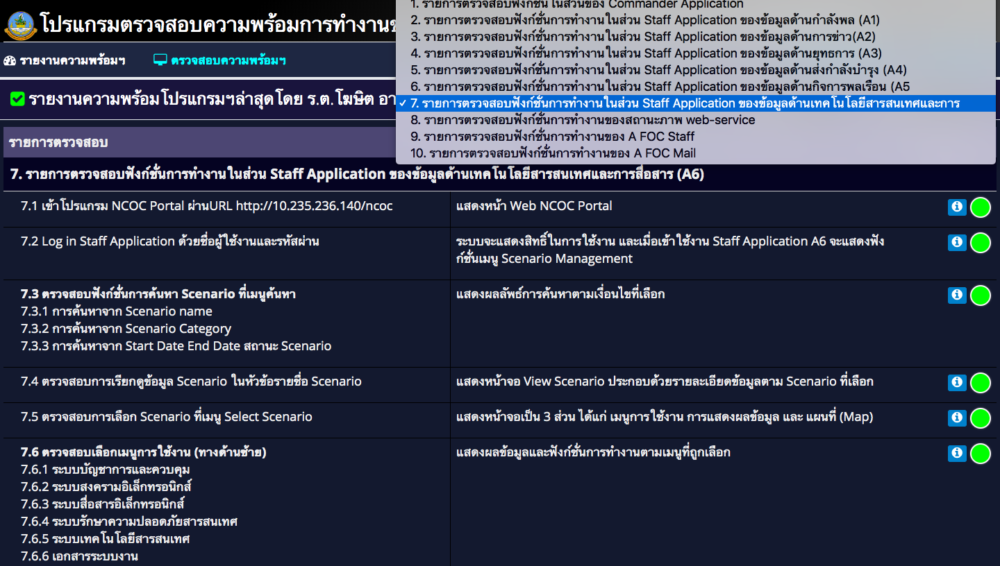 โปรแกรมตรวจสอบความพร้อมการทำงาน
1. รายการตรวจสอบฟังก์ชั่นในส่วนของ Commander Application
2. รายการตรวจสอบฟังก์ชั่นการทำงานในส่วน Staff Application ของข้อมูลด้านกำลังพล (A1)
3. รายการตรวจสอบฟังก์ชั่นการทำงานในส่วน Staff Application ของข้อมูลด้านการข่าว(A2)
4. รายการตรวจสอบฟังก์ชั่นการทำงานในส่วน Staff Application ของข้อมูลด้านยุทธการ (A3)
5. รายการตรวจสอบฟังก์ชั่นการทำงานในส่วน Staff Application ของข้อมูลด้านส่งกำลังบำรุง (A4)
6. รายการตรวจสอบฟังก์ชั่นการทำงานในส่วน Staff Application ของข้อมูลด้านกิจการพลเรือน (A5
✓ 7. รายการตรวจสอบฟังก์ชั่นการทำงานในส่วน Staff Application ของข้อมูลด้านเทคโนโลยีสารสนเทศและการ
8. รายการตรวจสอบฟังก์ชั่นการทำงานของสถานะภาพ web-service
9. รายการตรวจสอบฟังก์ชั่นการทำงานของ A FOC Staff
10. รายการตรวจสอบฟังก์ชั่นการทำงานของ A FOC Mail
รายงานความพร้อมฯ
ตรวจสอบความพร้อมฯ
รายงานความพร้อมโปรแกรมฯล่าสุดโดย ร.ต.โฆษิต อา
รายการตรวจสอบ
7. รายการตรวจสอบฟังก์ชั่นการทำงานในส่วน Staff Application ของข้อมูลด้านเทคโนโลยีสารสนเทศและการสื่อสาร (A6)
7.1 เข้าโปรแกรม NCOC Portal ผ่านURL http://10.235.236.140/ncoc
แสดงหน้า Web NCOC Portal
7.2 Log in Staff Application ด้วยชื่อผู้ใช้งานและรหัสผ่าน
ระบบจะแสดงสิทธิ์ในการใช้งาน และเมื่อเข้าใช้งาน Staff Application A6 จะแสดงฟัง
ก์ชั่นเมนู Scenario Management
7.3 ตรวจสอบฟังก์ชั่นการค้นหา Scenario ที่เมนูค้นหา
7.3.1 การค้นหาจาก Scenario name
7.3.2 การค้นหาจาก Scenario Category
7.3.3 การค้นหาจาก Start Date End Date สถานะ Scenario
แสดงผลลัพธ์การค้นหาตามเงื่อนไขที่เลือก
7.4 ตรวจสอบการเรียกดูข้อมูล Scenario ในหัวข้อรายชื่อ Scenario
แสดงหน้าจอ View Scenario ประกอบด้วยรายละเอียดข้อมูลตาม Scenario ที่เลือก
7.5 ตรวจสอบการเลือก Scenario ที่เมนู Select Scenario
แสดงหน้าจอเป็น 3 ส่วน ได้แก่ เมนูการใช้งาน การแสดงผลข้อมูล และ แผนที่ (Map)
7.6 ตรวจสอบเลือกเมนูการใช้งาน (ทางด้านซ้าย)
7.6.1 ระบบบัญชาการและควบคุม
7.6.2 ระบบสงครามอิเล็กทรอนิกส์
7.6.3 ระบบสื่อสารอิเล็กทรอนิกส์
7.6.4 ระบบรักษาความปลอดภัยสารสนเทศ
7.6.5 ระบบเทคโนโลยีสารสนเทศ
7.6.6 เอกสารระบบงาน
แสดงผลข้อมูลและฟังก์ชั่นการทำงานตามเมนูที่ถูกเลือก